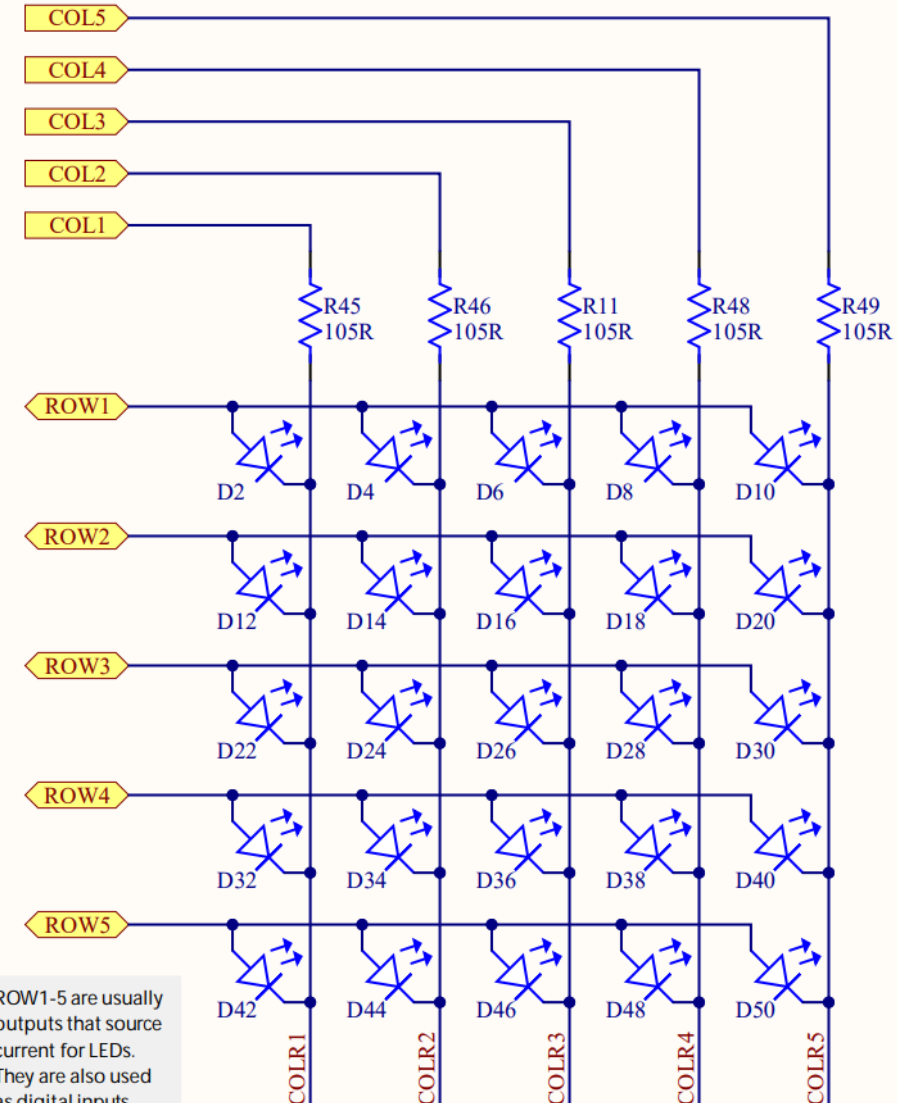 COL5
COL4
COL3
COL2
COL1
R45 R46 R11 R48 R49
105R 105R 105R 105R 105R
ROW1
D2 D4 D6 D8 D10
ROW2
D12 D14 D16 D18 D20
ROW3
D22 D24 D26 D28 D30
ROW4
D32 D34 D36 D38 D40
ROW5
D42 D44 D46 D48 D50
ROW1-5 are usually
outputs that source
current for LEDs.
They are also used
as digital inputs
COLR1 COLR2 COLR3 COLR4 COLR5